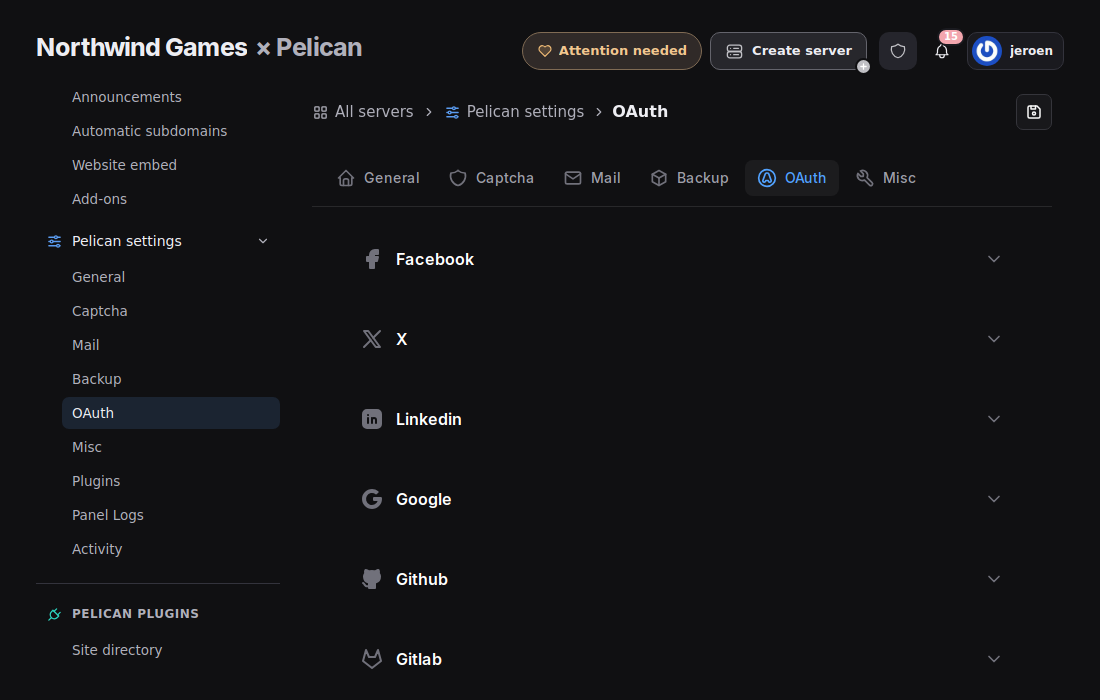 Northwind Games × Pelican
Attention needed
Create server
15
jeroen
Announcements
Automatic subdomains
Website embed
Add-ons
Pelican settings
General
Captcha
Mail
Backup
OAuth
Misc
Plugins
Panel Logs
Activity
PELICAN PLUGINS
Site directory
All servers > Pelican settings > OAuth
General Captcha Mail Backup OAuth Misc
Facebook
X
Linkedin
Google
Github
Gitlab